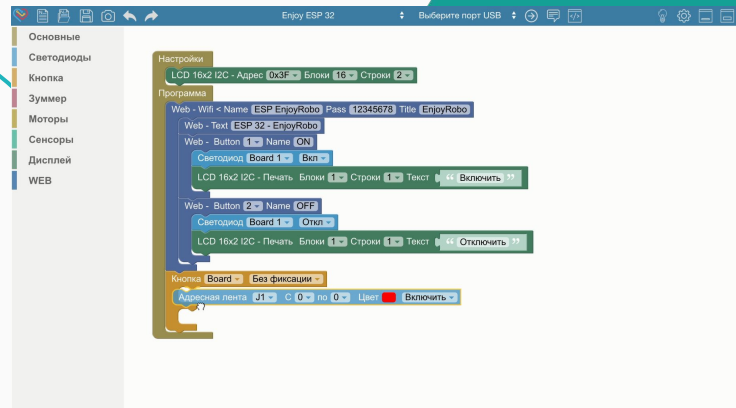 Enjoy ESP 32 Выберите порт USB
Основные
Светодиоды
Кнопка
Зуммер
Моторы
Сенсоры
Дисплей
WEB
Настройки
LCD 16x2 I2C - Адрес 0x3F Блоки 16 Строки 2
Программа
Web - Wifi < Name ESP EnjoyRobo Pass 12345678 Title EnjoyRobo
Web - Text ESP 32 - EnjoyRobo
Web - Button 1 Name ON
Светодиод Board 1 Вкл
LCD 16x2 I2C - Печать Блоки 1 Строки 1 Текст “ Включить ”
Web - Button 2 Name OFF
Светодиод Board 1 Откл
LCD 16x2 I2C - Печать Блоки 1 Строки 1 Текст “ Отключить ”
Кнопка Board Без фиксации
Адресная лента J1 С 0 по 0 Цвет Включить